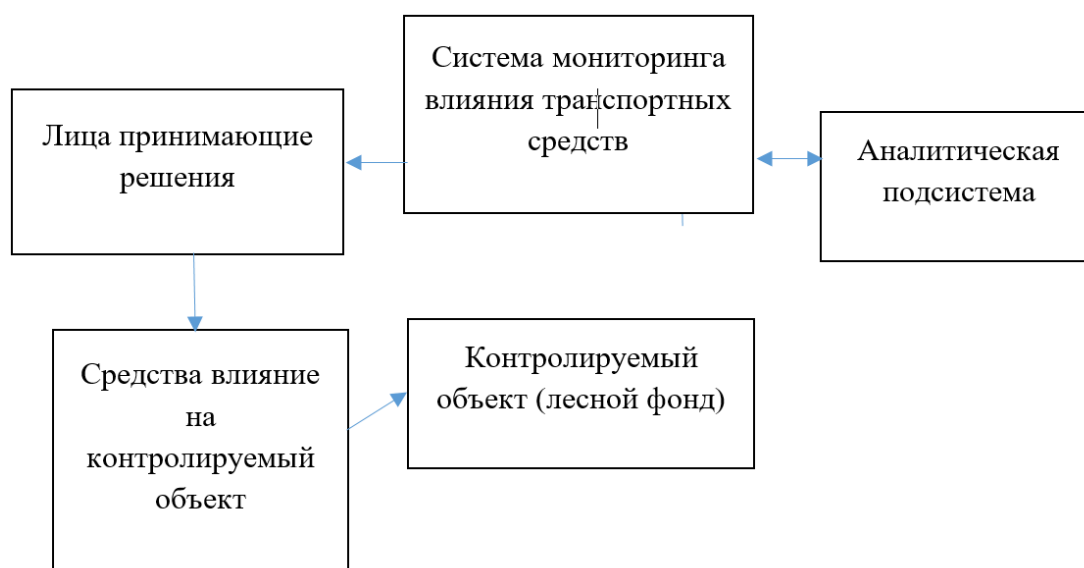 Система мониторинга
влияния транспортных
средств
Лица принимающие
решения
Аналитическая
подсистема
Средства влияние
на
контролируемый
объект
Контролируемый
объект (лесной фонд)